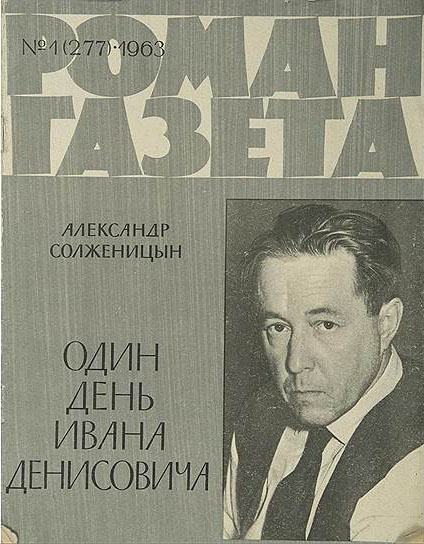 №1(277)·1963
РОМАН
ГАЗЕТА
АЛЕКСАНДР
СОЛЖЕНИЦЫН
ОДИН
ДЕНЬ
ИВАНА
ДЕНИСОВИЧА